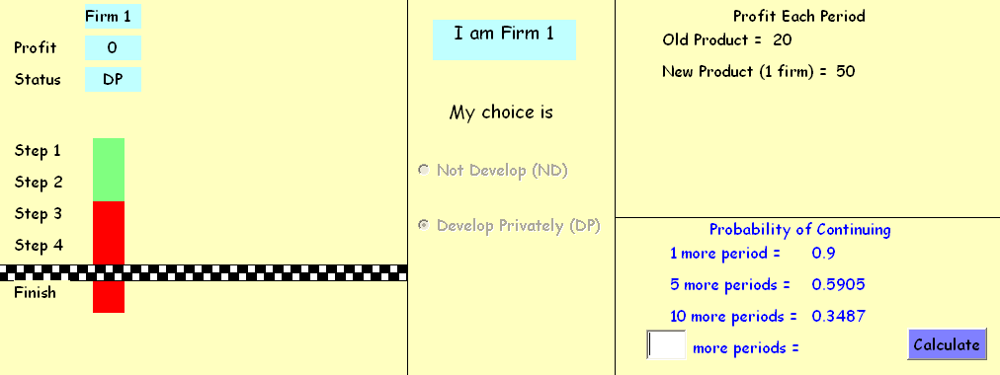 Firm 1
Profit 0
Status DP
Step 1
Step 2
Step 3
Step 4
Finish
I am Firm 1
My choice is
Not Develop (ND)
Develop Privately (DP)
Profit Each Period
Old Product = 20
New Product (1 firm) = 50
Probability of Continuing
1 more period = 0.9
5 more periods = 0.5905
10 more periods = 0.3487
more periods =
Calculate